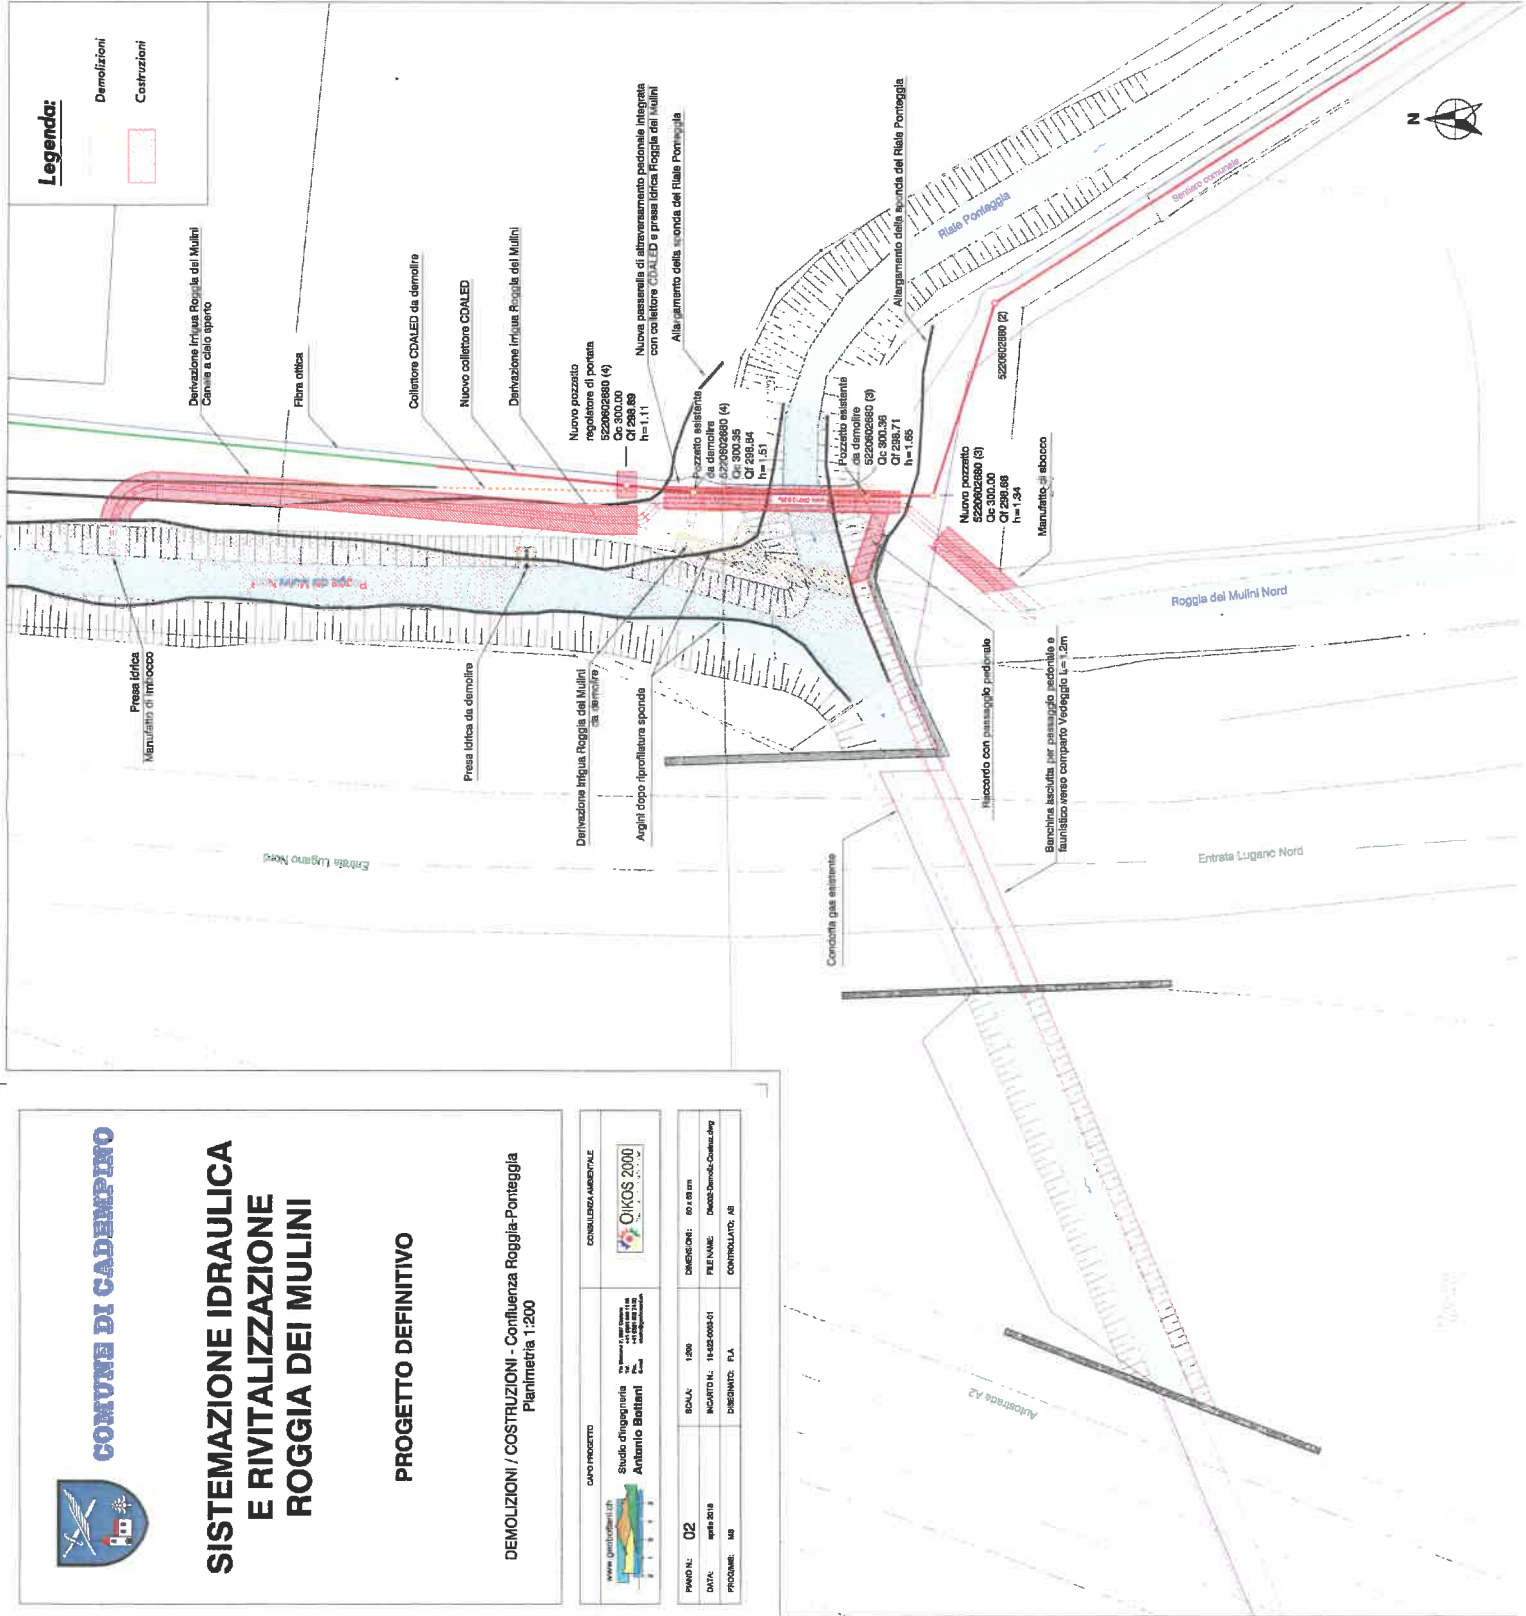 COMUNE DI CADEMPINO
SISTEMAZIONE IDRAULICA
E RIVITALIZZAZIONE
ROGGIA DEI MULINI
PROGETTO DEFINITIVO
DEMOLIZIONI / COSTRUZIONI - Confluenza Roggia-Ponteggia
Planimetria 1:200
CAPO PROGETTO
CONSULENZA AMBIENTALE
www.geobottani.ch
Studio d'ingegneria
Antonio Bottani
OIKOS 2000
PIANO N.: 02
SCALA: 1:200
DIMENSIONI:
DATA: aprile 2018
INCARTO N.:
FILE NAME:
DISEGNATO: FLA
CONTROLLATO: AB
Legenda:
Demolizioni
Costruzioni
Derivazione irrigua Roggia dei Mulini
Canale a cielo aperto
Fibra ottica
Collettore CDALED da demolire
Nuovo collettore CDALED
Derivazione irrigua Roggia dei Mulini
Nuovo pozzetto
regolatore di portata
5220602680 (4)
Qc 300.00
Qf 298.89
h=1.11
Nuova passerella di attraversamento pedonale integrata
con collettore CDALED e presa idrica Roggia dei Mulini
Allargamento della sponda del Riale Ponteggia
Pozzetto esistente
da demolire
5220602680 (4)
Qc 300.35
Qf 298.84
h=1.51
Pozzetto esistente
da demolire
5220602680 (3)
Qc 300.36
Qf 298.71
h=1.65
Allargamento della sponda del Riale Ponteggia
Riale Ponteggia
Sentiero comunale
N
5220602680 (2)
Nuovo pozzetto
5220602680 (3)
Qc 300.00
Qf 298.66
h=1.34
Manufatto di sbocco
Presa idrica
Manufatto di imbocco
Presa idrica da demolire
Derivazione irrigua Roggia dei Mulini
da demolire
Argini dopo riprofilatura sponde
Roggia dei Mulini Nord
Raccordo con passaggio pedonale
Banchina asciutta per passaggio pedonale e
faunistico verso comparto Vedeggio L=1.2m
Condotta gas esistente
Entrata Lugano Nord
Entrata Lugano Nord
Autostrada A2